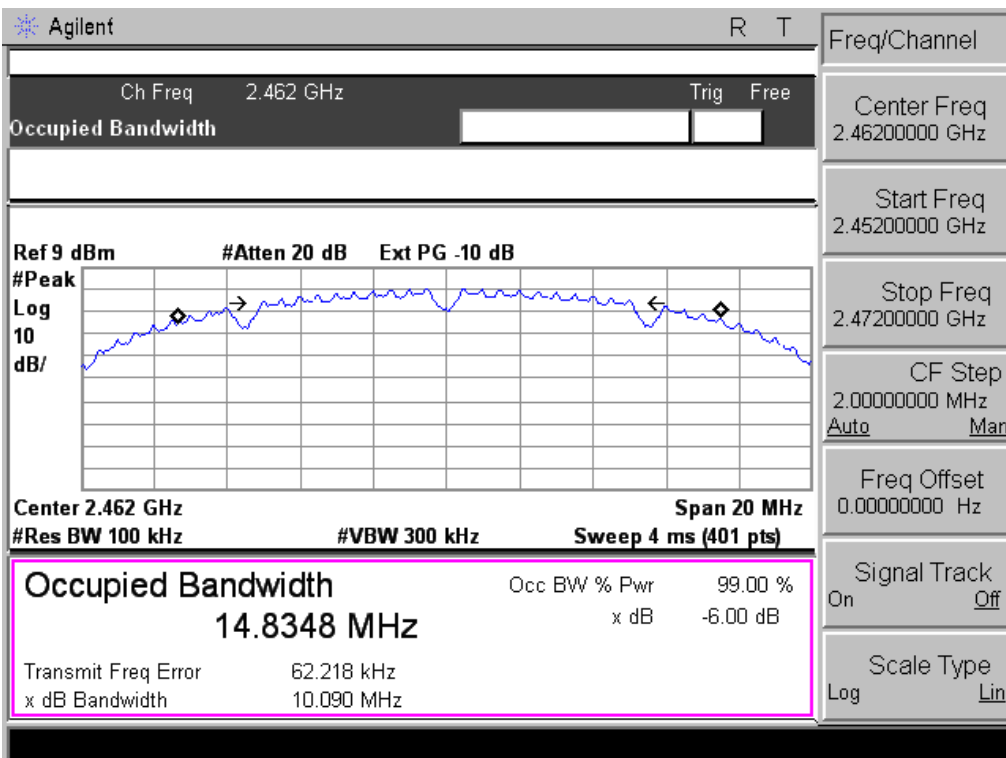 Agilent R T
Ch Freq 2.462 GHz Trig Free
Occupied Bandwidth
Ref 9 dBm #Atten 20 dB Ext PG -10 dB
#Peak
Log
10
dB/
Center 2.462 GHz Span 20 MHz
#Res BW 100 kHz #VBW 300 kHz Sweep 4 ms (401 pts)
Occupied Bandwidth
14.8348 MHz
Occ BW % Pwr 99.00 %
x dB -6.00 dB
Transmit Freq Error 62.218 kHz
x dB Bandwidth 10.090 MHz
Freq/Channel
Center Freq
2.46200000 GHz
Start Freq
2.45200000 GHz
Stop Freq
2.47200000 GHz
CF Step
2.00000000 MHz
Auto Man
Freq Offset
0.00000000 Hz
Signal Track
On Off
Scale Type
Log Lin